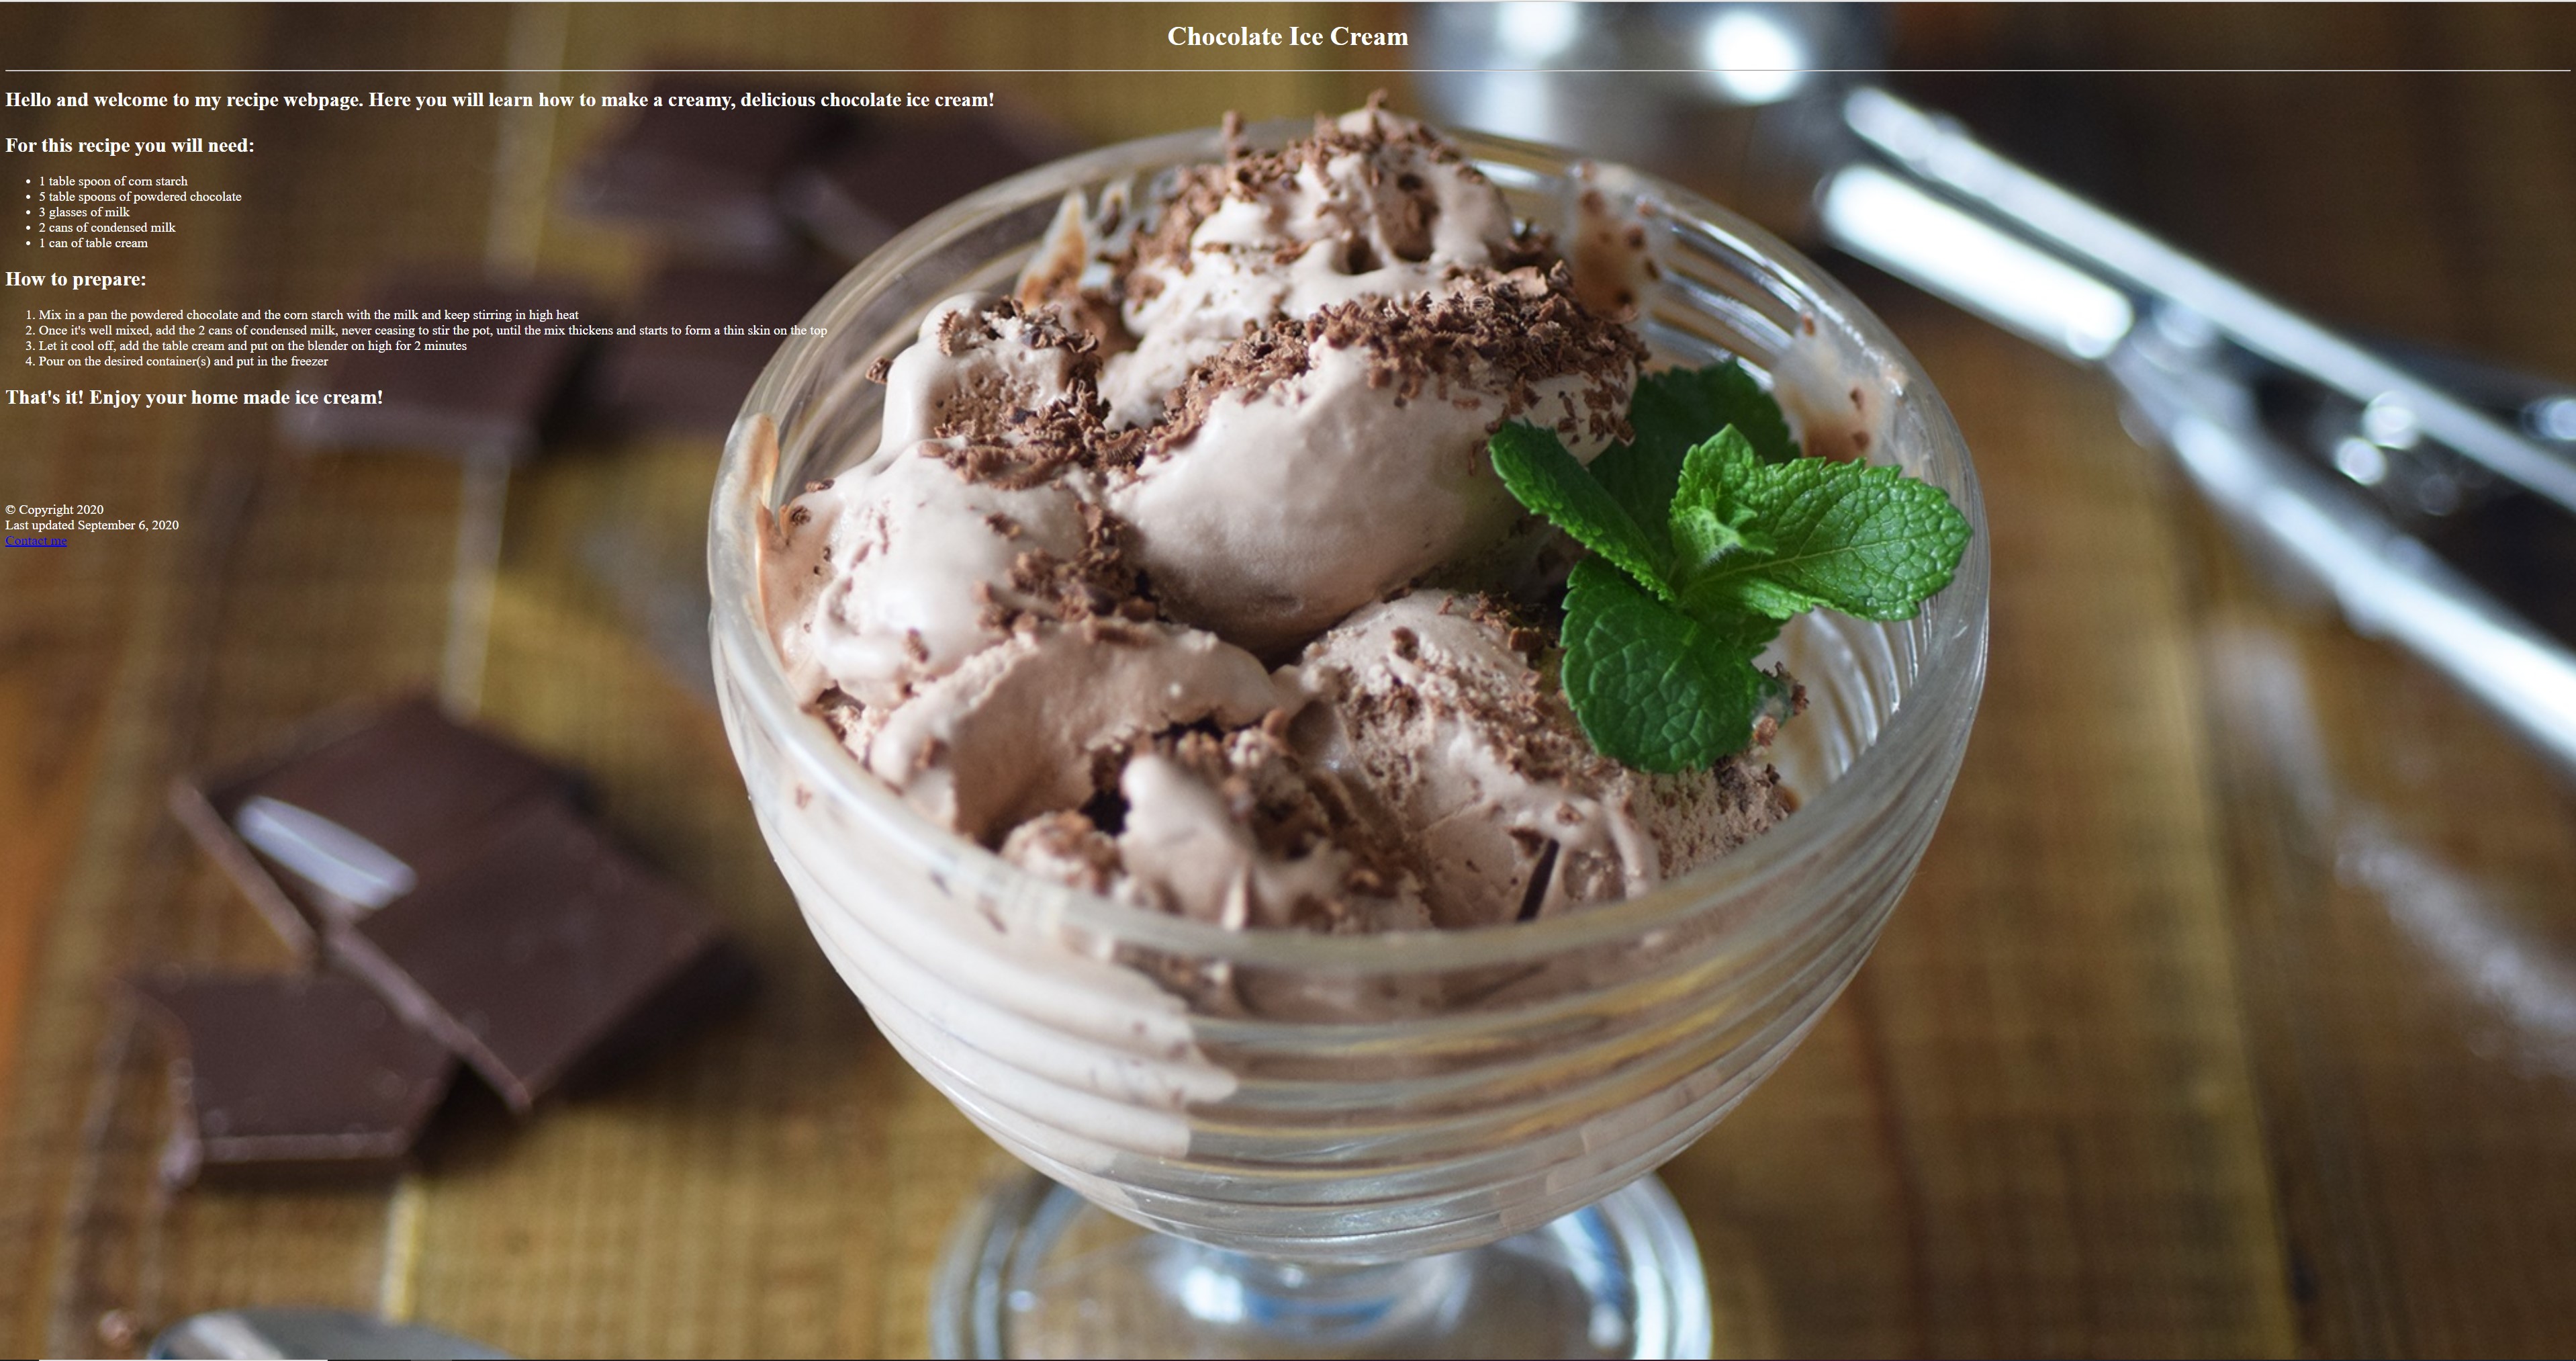 Chocolate Ice Cream
Hello and welcome to my recipe webpage. Here you will learn how to make a creamy, delicious chocolate ice cream!
For this recipe you will need:
• 1 table spoon of corn starch
• 5 table spoons of powdered chocolate
• 3 glasses of milk
• 2 cans of condensed milk
• 1 can of table cream
How to prepare:
1. Mix in a pan the powdered chocolate and the corn starch with the milk and keep stirring in high heat
2. Once it's well mixed, add the 2 cans of condensed milk, never ceasing to stir the pot, until the mix thickens and starts to form a thin skin on the top
3. Let it cool off, add the table cream and put on the blender on high for 2 minutes
4. Pour on the desired container(s) and put in the freezer
That's it! Enjoy your home made ice cream!
© Copyright 2020
Last updated September 6, 2020
Contact me